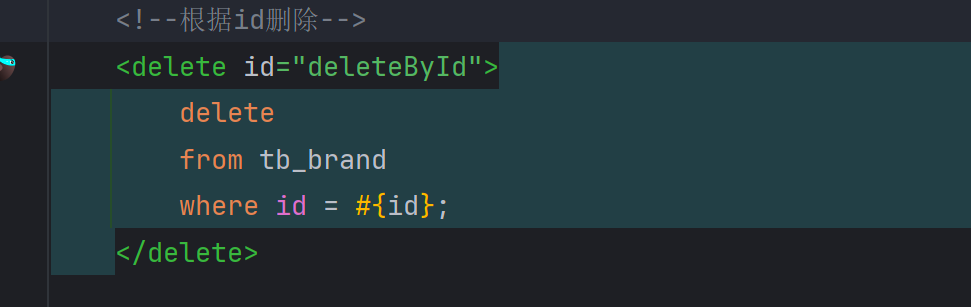 <!--根据id删除-->
<delete id="deleteById">
delete
from tb_brand
where id = #{id};
</delete>